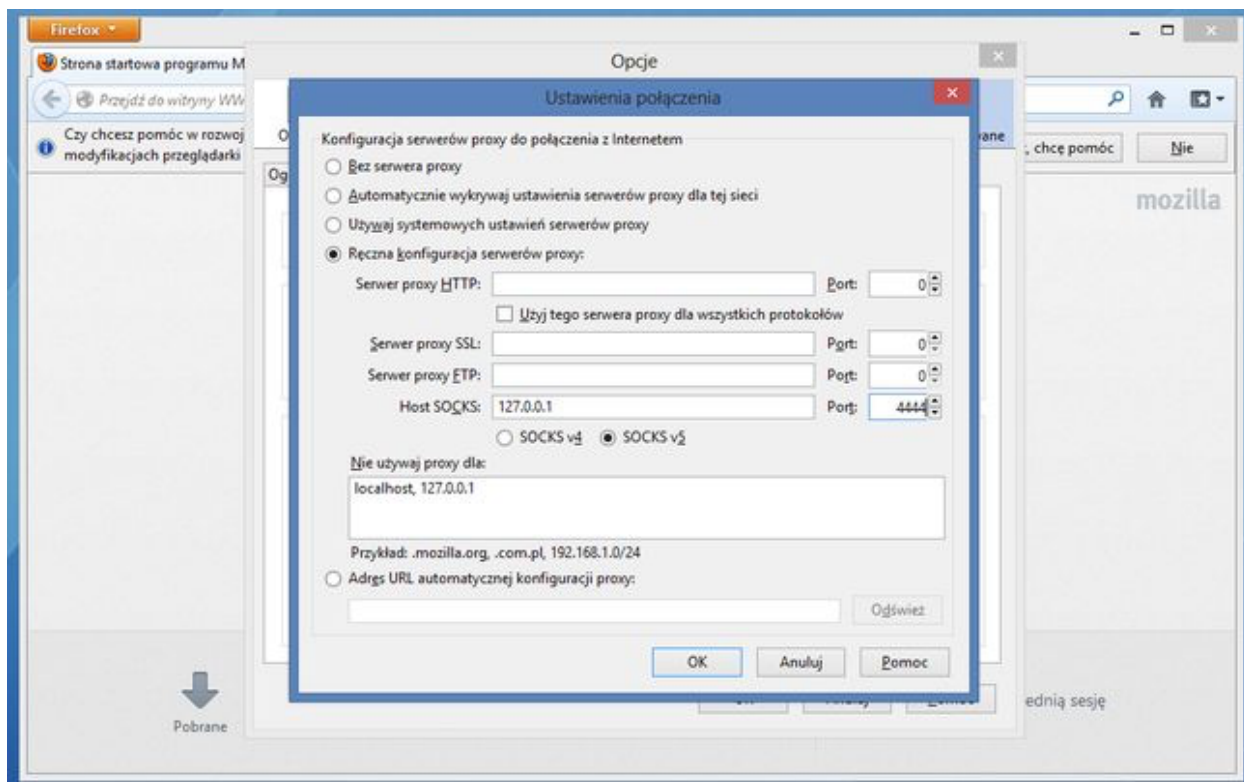 Firefox
Strona startowa programu M
Opcje
Przejdź do witryny WW
Ustawienia połączenia
Czy chcesz pomóc w rozwoj
modyfikacjach przeglądarki
, chcę pomóc
Nie
mozilla
Konfiguracja serwerów proxy do połączenia z Internetem
Bez serwera proxy
Automatycznie wykrywaj ustawienia serwerów proxy dla tej sieci
Używaj systemowych ustawień serwerów proxy
Ręczna konfiguracja serwerów proxy:
Serwer proxy HTTP: Port: 0
Użyj tego serwera proxy dla wszystkich protokołów
Serwer proxy SSL: Port: 0
Serwer proxy FTP: Port: 0
Host SOCKS: 127.0.0.1 Port: 4444
SOCKS v4 SOCKS v5
Nie używaj proxy dla:
localhost, 127.0.0.1
Przykład: .mozilla.org, .com.pl, 192.168.1.0/24
Adres URL automatycznej konfiguracji proxy:
Odśwież
OK Anuluj Pomoc
ednią sesję
Pobrane